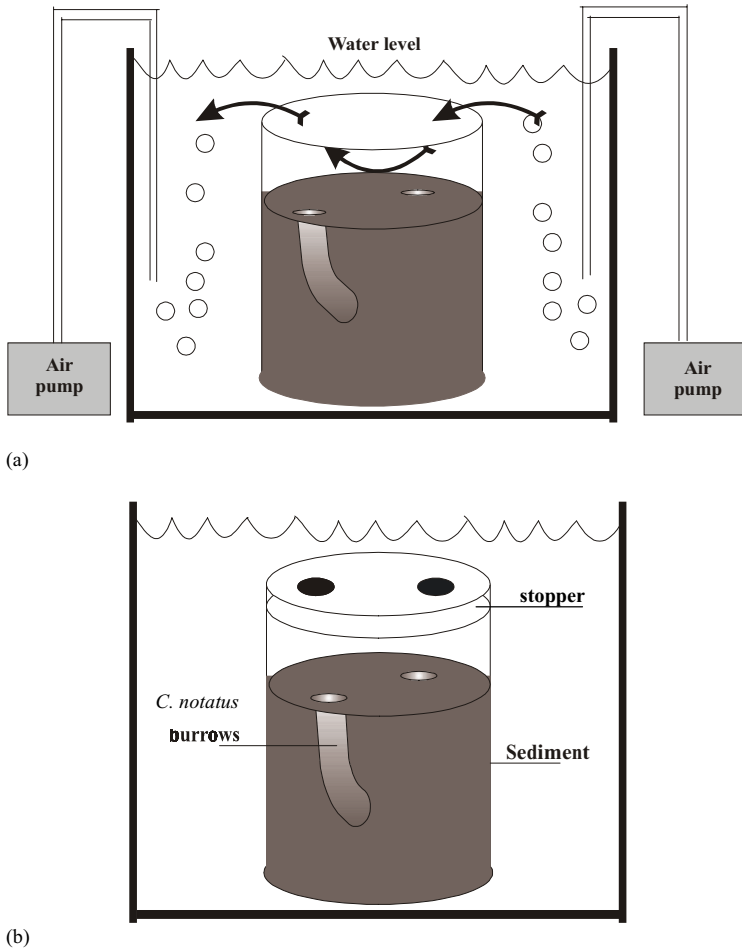 Water level
Air
pump
Air
pump
(a)
stopper
C. notatus
burrows
Sediment
(b)